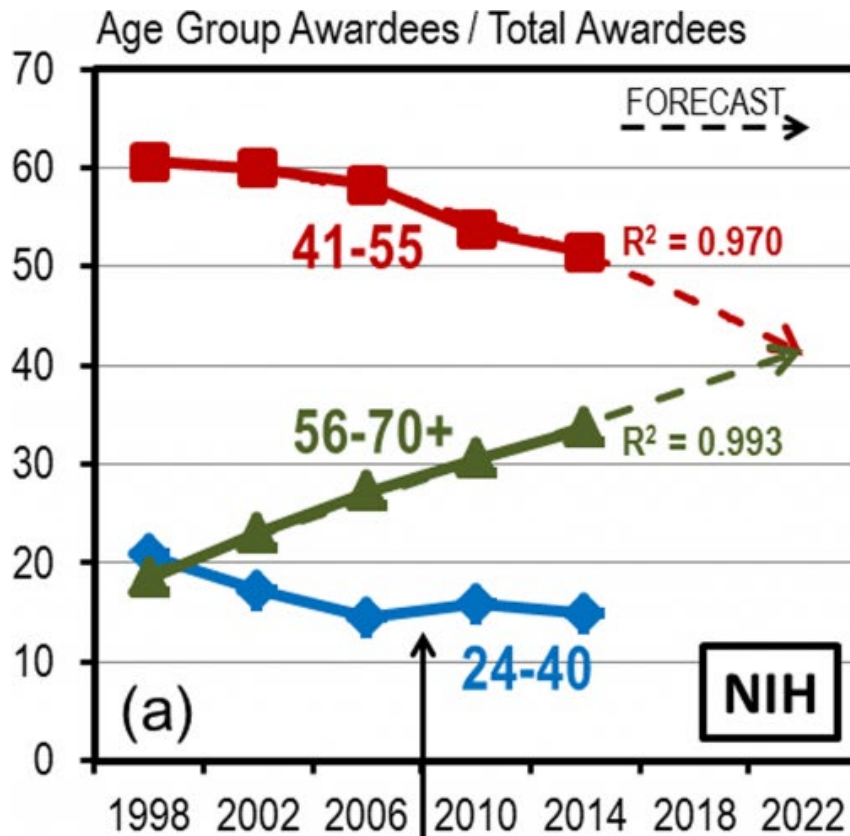 Age Group Awardees / Total Awardees
70
60
50
40
30
20
10
0
FORECAST
41-55
R² = 0.970
56-70+
R² = 0.993
24-40
(a)
NIH
1998 2002 2006 2010 2014 2018 2022